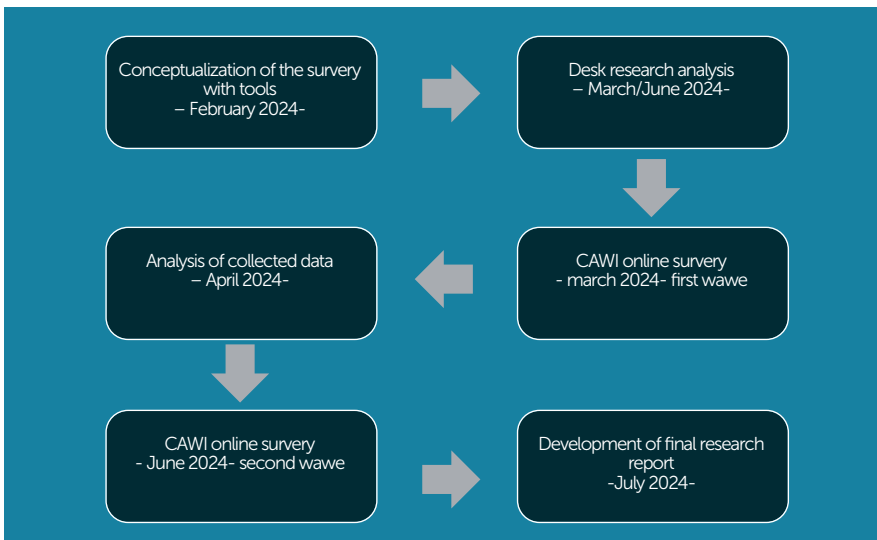 Conceptualization of the survery
with tools
– February 2024-
Desk research analysis
– March/June 2024-
CAWI online survery
- march 2024- first wawe
Analysis of collected data
– April 2024-
CAWI online survery
- June 2024- second wawe
Development of final research
report
-July 2024-